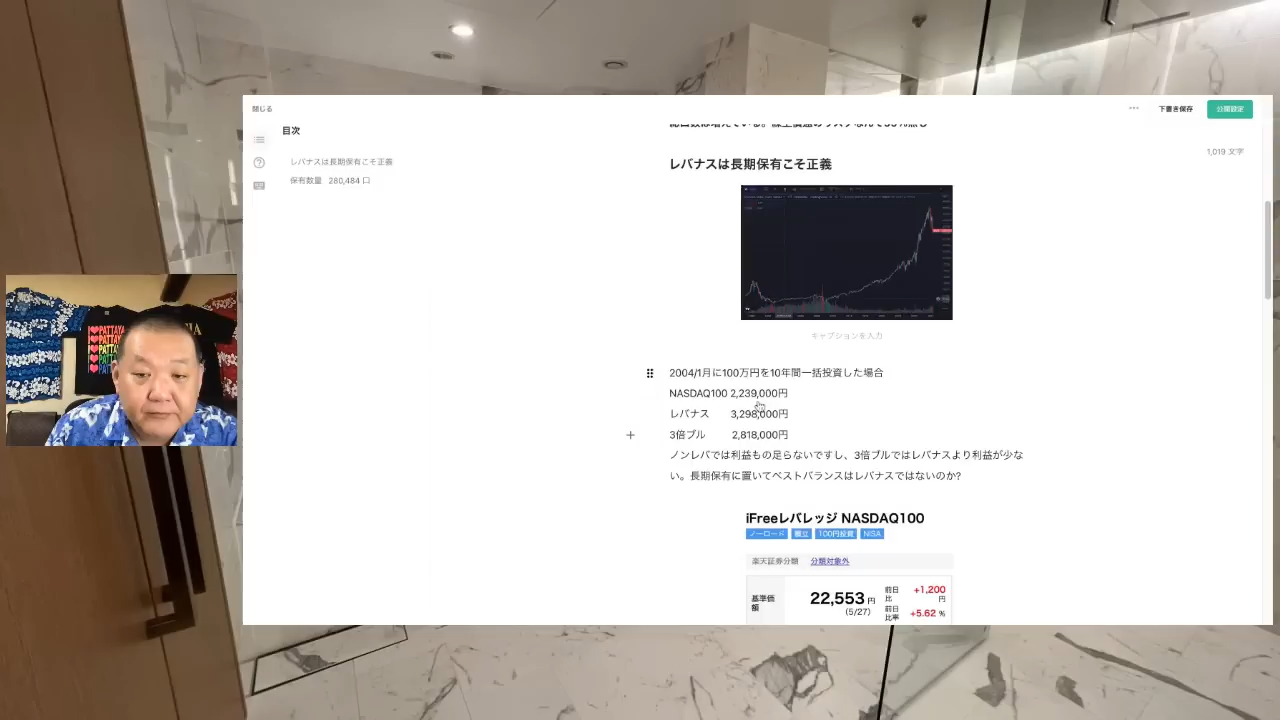 閉じる
下書き保存
公開設定
目次
1,019 文字
レバナスは長期保有こそ正義
保有数量 280,484 口
レバナスは長期保有こそ正義
キャプションを入力
2004/1月に100万円を10年間一括投資した場合
NASDAQ100 2,239,000円
レバナス 3,298,000円
3倍ブル 2,818,000円
ノンレバでは利益もの足らないですし、3倍ブルではレバナスより利益が少な
い。長期保有に置いてベストバランスはレバナスではないのか?
iFreeレバレッジ NASDAQ100
ノーロード 積立 100円投資 NISA
楽天証券分類 分類対象外
基準価額 22,553 円 (5/27)
前日比 +1,200 円
前日比率 +5.62 %
I PATTAYA